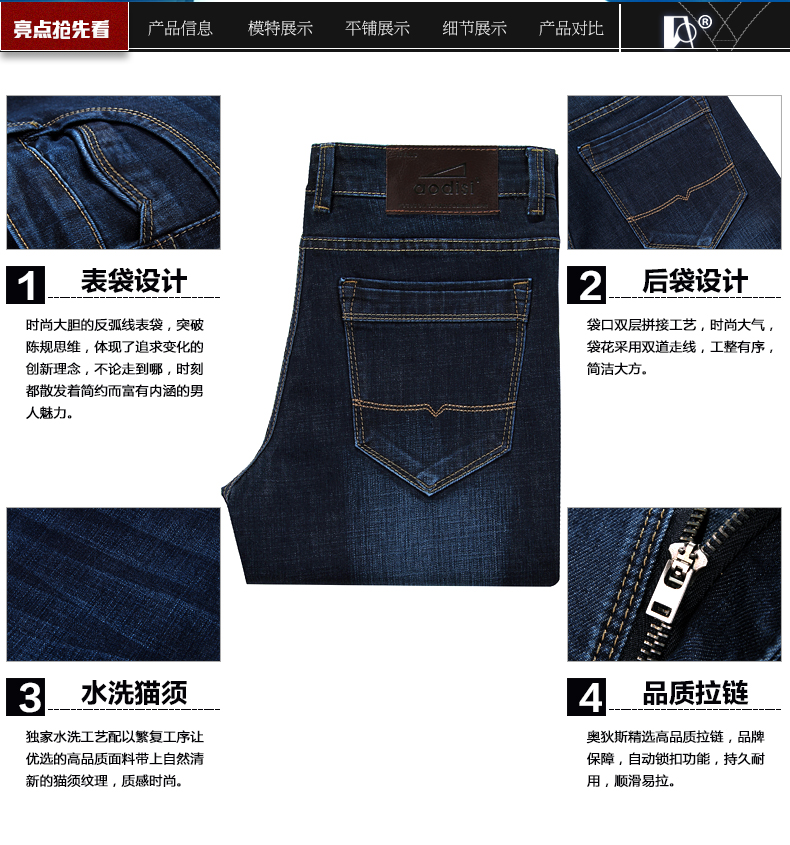 亮点抢先看
产品信息
模特展示
平铺展示
细节展示
产品对比
®
aodisi
1
表袋设计
时尚大胆的反弧线表袋，突破
陈规思维，体现了追求变化的
创新理念，不论走到哪，时刻
都散发着简约而富有内涵的男
人魅力。
2
后袋设计
袋口双层拼接工艺，时尚大气，
袋花采用双道走线，工整有序，
简洁大方。
3
水洗猫须
独家水洗工艺配以繁复工序让
优选的高品质面料带上自然清
新的猫须纹理，质感时尚。
4
品质拉链
奥狄斯精选高品质拉链，品牌
保障，自动锁扣功能，持久耐
用，顺滑易拉。